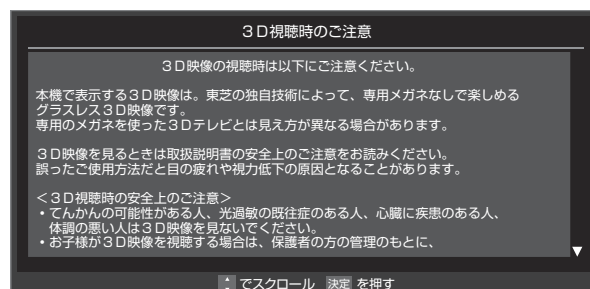 ３Ｄ視聴時のご注意
３Ｄ映像の視聴時は以下にご注意ください。
本機で表示する３Ｄ映像は。東芝の独自技術によって、専用メガネなしで楽しめる
グラスレス３Ｄ映像です。
専用のメガネを使った３Ｄテレビとは見え方が異なる場合があります。
３Ｄ映像を見るときは取扱説明書の安全上のご注意をお読みください。
誤ったご使用方法だと目の疲れや視力低下の原因となることがあります。
＜３Ｄ視聴時の安全上のご注意＞
・てんかんの可能性がある人、光過敏の既往症のある人、心臓に疾患のある人、
体調の悪い人は３Ｄ映像を見ないでください。
・お子様が３Ｄ映像を視聴する場合は、保護者の方の管理のもとに、
でスクロール 決定 を押す